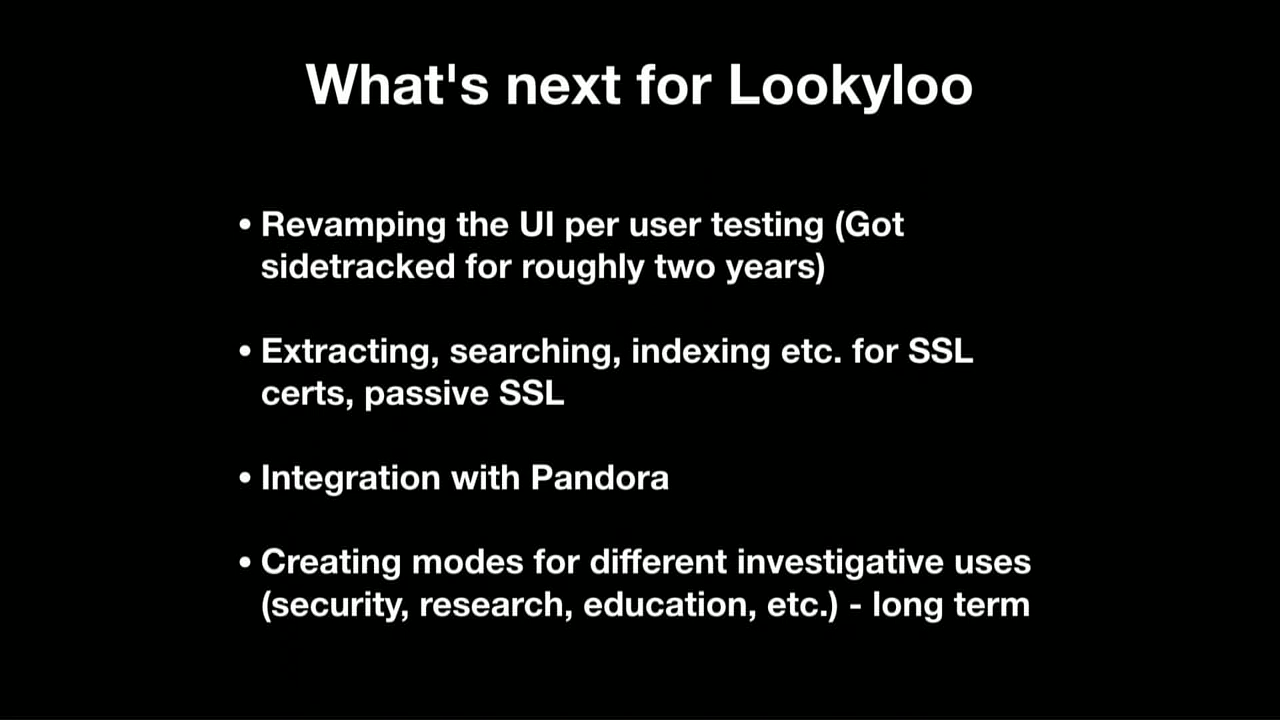 What's next for Lookyloo
• Revamping the UI per user testing (Got
sidetracked for roughly two years)
• Extracting, searching, indexing etc. for SSL
certs, passive SSL
• Integration with Pandora
• Creating modes for different investigative uses
(security, research, education, etc.) - long term